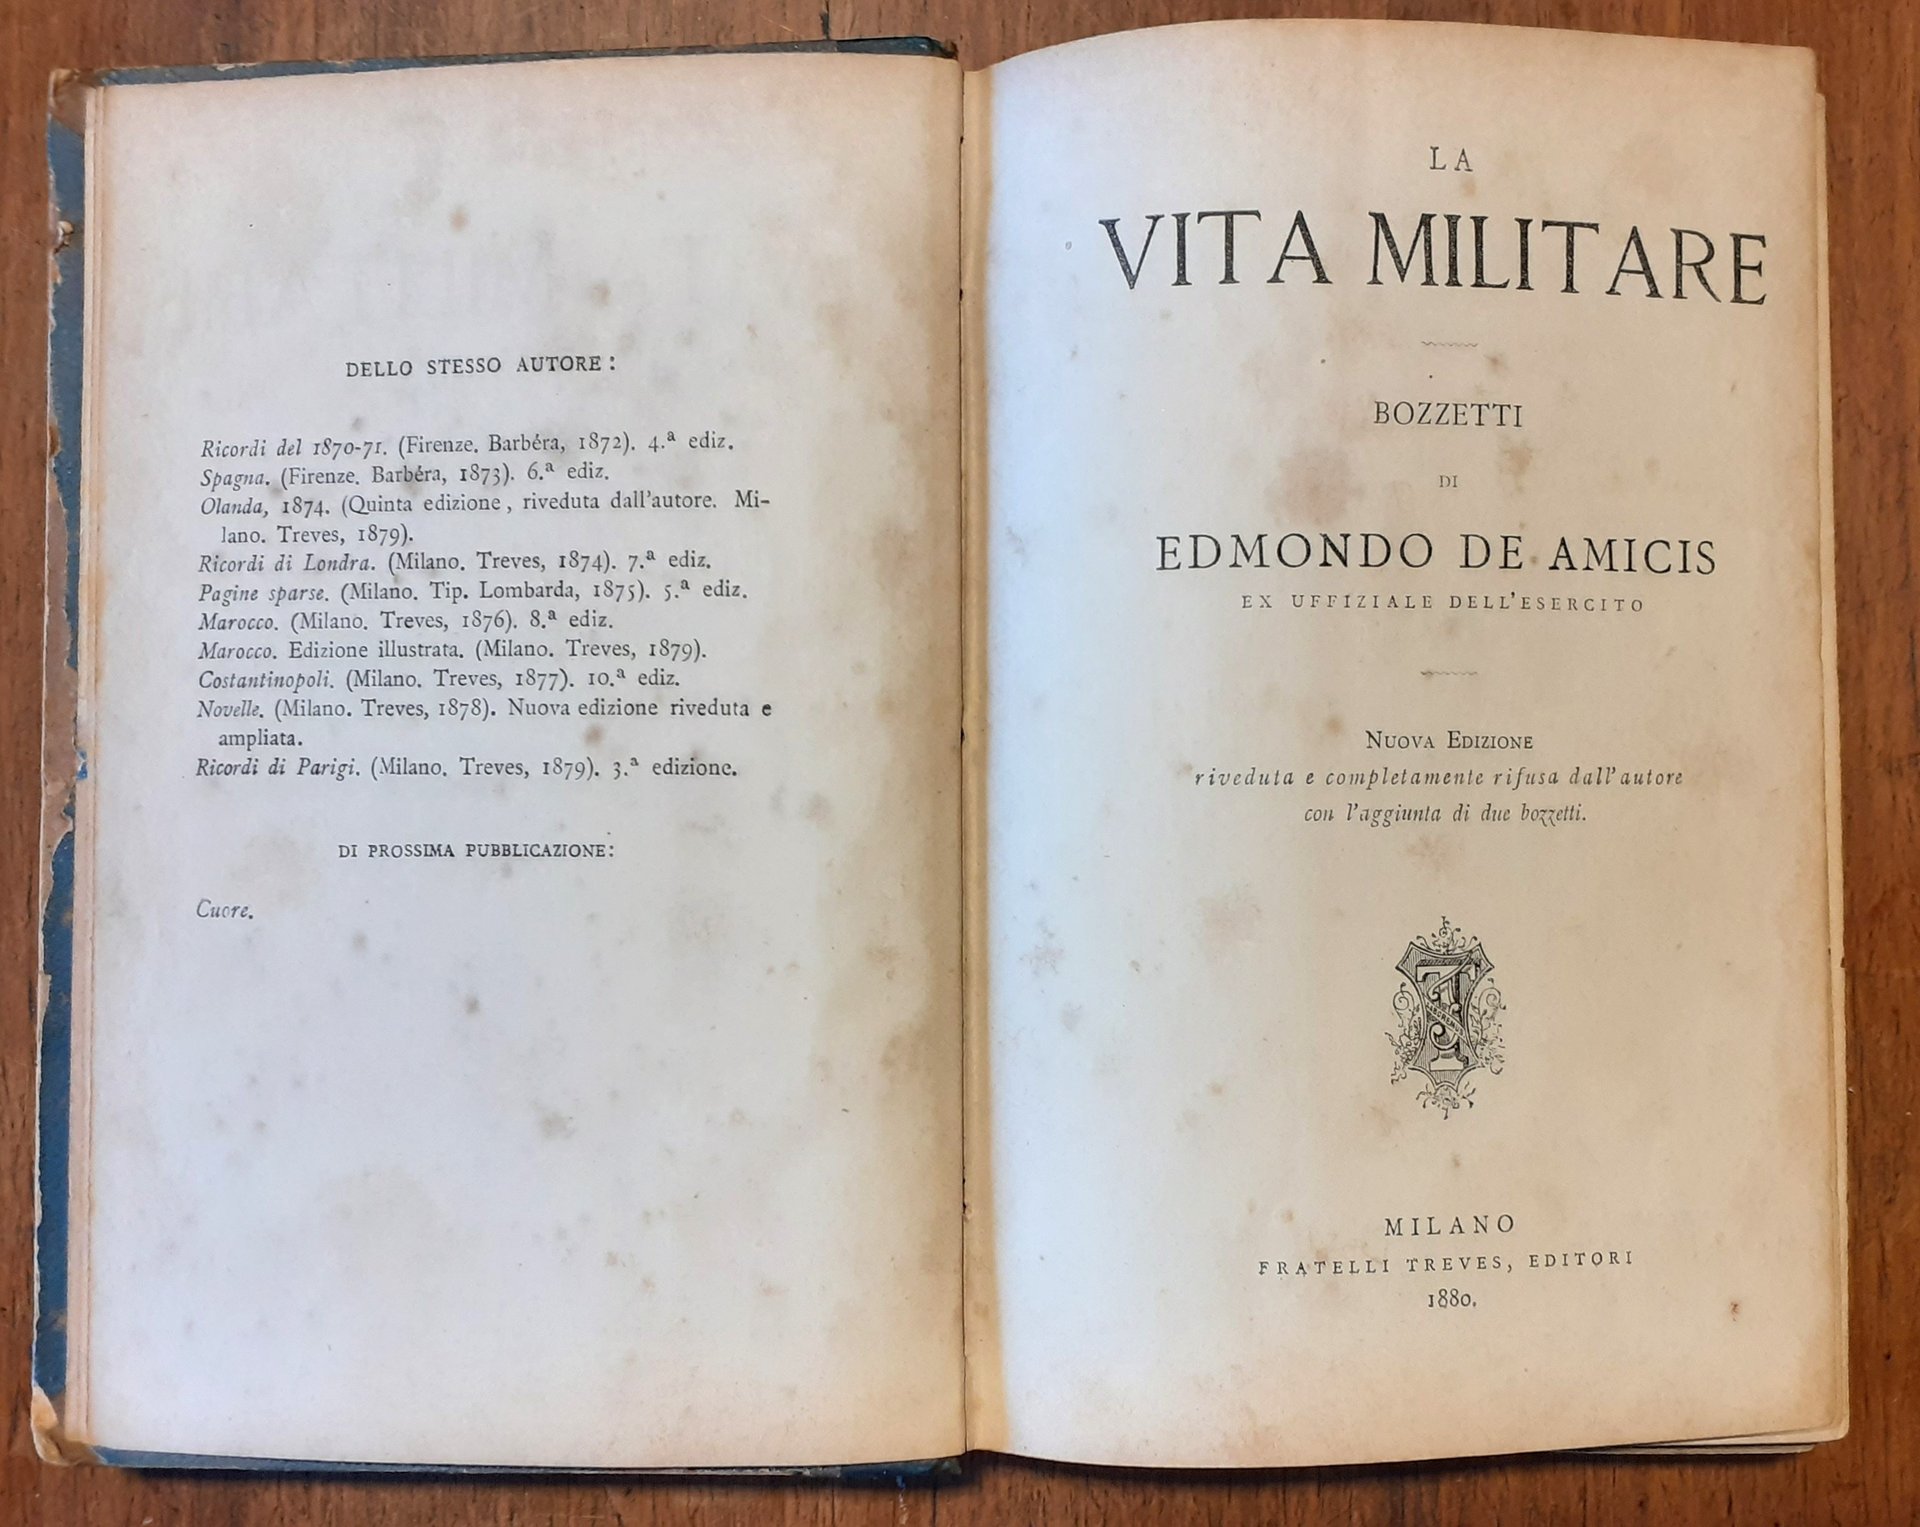 DELLO STESSO AUTORE:
Ricordi del 1870-71. (Firenze. Barbéra, 1872). 4.ª ediz.
Spagna. (Firenze. Barbéra, 1873). 6.ª ediz.
Olanda, 1874. (Quinta edizione, riveduta dall'autore. Mi-
lano. Treves, 1879).
Ricordi di Londra. (Milano. Treves, 1874). 7.ª ediz.
Pagine sparse. (Milano. Tip. Lombarda, 1875). 5.ª ediz.
Marocco. (Milano. Treves, 1876). 8.ª ediz.
Marocco. Edizione illustrata. (Milano. Treves, 1879).
Costantinopoli. (Milano. Treves, 1877). 10.ª ediz.
Novelle. (Milano. Treves, 1878). Nuova edizione riveduta e
ampliata.
Ricordi di Parigi. (Milano. Treves, 1879). 3.ª edizione.
DI PROSSIMA PUBBLICAZIONE:
Cuore.
LA
VITA MILITARE
BOZZETTI
DI
EDMONDO DE AMICIS
EX UFFIZIALE DELL'ESERCITO
NUOVA EDIZIONE
riveduta e completamente rifusa dall'autore
con l'aggiunta di due bozzetti.
MILANO
FRATELLI TREVES, EDITORI
1880.